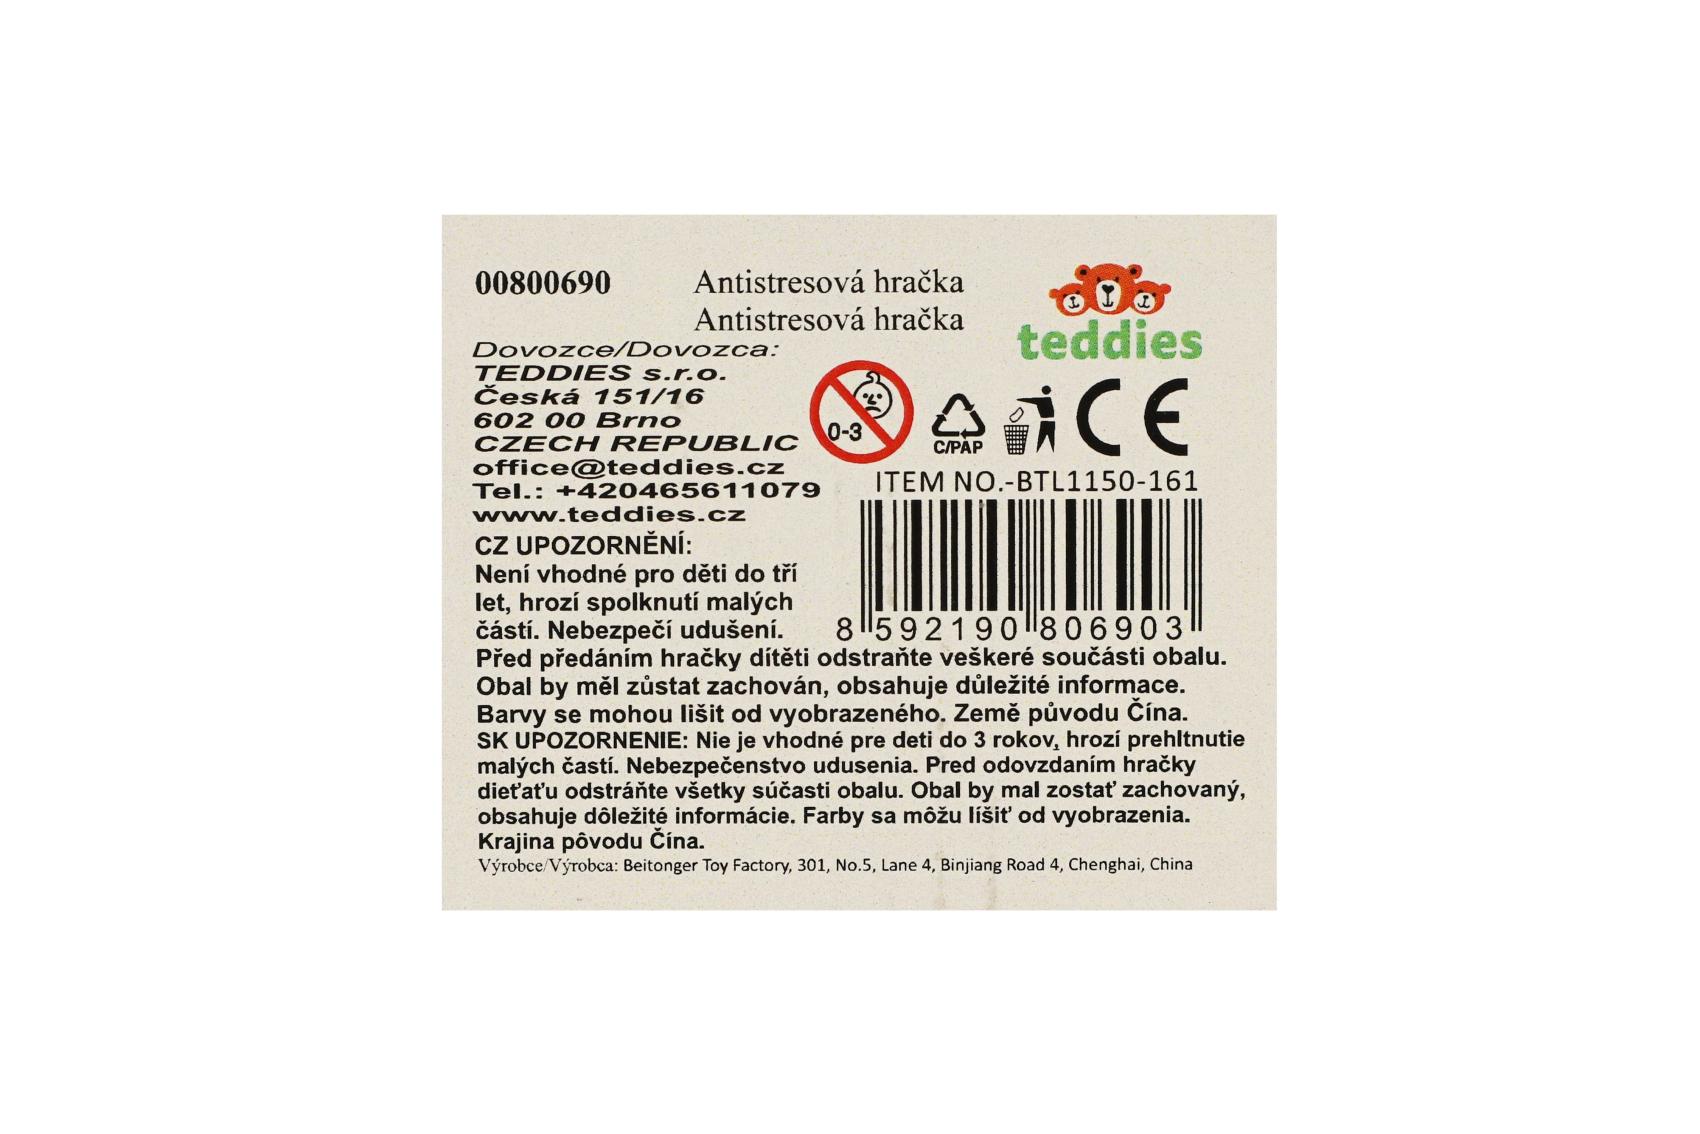 00800690
Antistresová hračka
Antistresová hračka
teddies
Dovozce/Dovozca:
TEDDIES s.r.o.
Česká 151/16
602 00 Brno
CZECH REPUBLIC
office@teddies.cz
Tel.: +420465611079
www.teddies.cz
0-3
C/PAP
CE
ITEM NO.-BTL1150-161
8 592190 806903
CZ UPOZORNĚNÍ:
Není vhodné pro děti do tří
let, hrozí spolknutí malých
částí. Nebezpečí udušení.
Před předáním hračky dítěti odstraňte veškeré součásti obalu.
Obal by měl zůstat zachován, obsahuje důležité informace.
Barvy se mohou lišit od vyobrazeného. Země původu Čína.
SK UPOZORNENIE: Nie je vhodné pre deti do 3 rokov, hrozí prehltnutie
malých častí. Nebezpečenstvo udusenia. Pred odovzdaním hračky
dieťaťu odstráňte všetky súčasti obalu. Obal by mal zostať zachovaný,
obsahuje dôležité informácie. Farby sa môžu líšiť od vyobrazenia.
Krajina pôvodu Čína.
Výrobce/Výrobca: Beitonger Toy Factory, 301, No.5, Lane 4, Binjiang Road 4, Chenghai, China